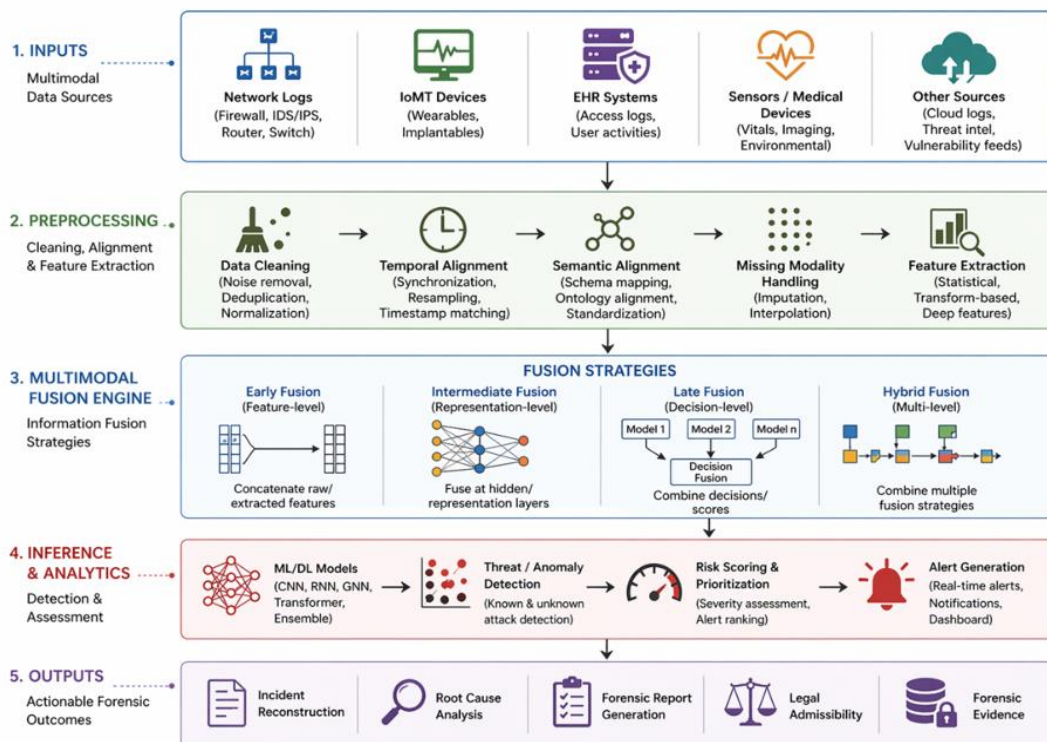 1. INPUTS
Multimodal
Data Sources
Network Logs
(Firewall, IDS/IPS,
Router, Switch)
IoMT Devices
(Wearables,
Implantables)
EHR Systems
(Access logs,
User activities)
Sensors / Medical
Devices
(Vitals, Imaging,
Environmental)
Other Sources
(Cloud logs,
Threat intel,
Vulnerability feeds)
2. PREPROCESSING
Cleaning, Alignment
& Feature Extraction
Data Cleaning
(Noise removal,
Deduplication,
Normalization)
Temporal Alignment
(Synchronization,
Resampling,
Timestamp matching)
Semantic Alignment
(Schema mapping,
Ontology alignment,
Standardization)
Missing Modality
Handling
(Imputation,
Interpolation)
Feature Extraction
(Statistical,
Transform-based,
Deep features)
3. MULTIMODAL
FUSION ENGINE
Information Fusion
Strategies
FUSION STRATEGIES
Early Fusion
(Feature-level)
Concatenate raw/
extracted features
Intermediate Fusion
(Representation-level)
Fuse at hidden/
representation layers
Late Fusion
(Decision-level)
Model 1
Model 2
Model n
Decision
Fusion
Combine decisions/
scores
Hybrid Fusion
(Multi-level)
Combine multiple
fusion strategies
4. INFERENCE
& ANALYTICS
Detection &
Assessment
ML/DL Models
(CNN, RNN, GNN,
Transformer,
Ensemble)
Threat / Anomaly
Detection
(Known & unknown
attack detection)
Risk Scoring &
Prioritization
(Severity assessment,
Alert ranking)
Alert Generation
(Real-time alerts,
Notifications,
Dashboard)
5. OUTPUTS
Actionable Forensic
Outcomes
Incident
Reconstruction
Root Cause
Analysis
Forensic Report
Generation
Legal
Admissibility
Forensic
Evidence